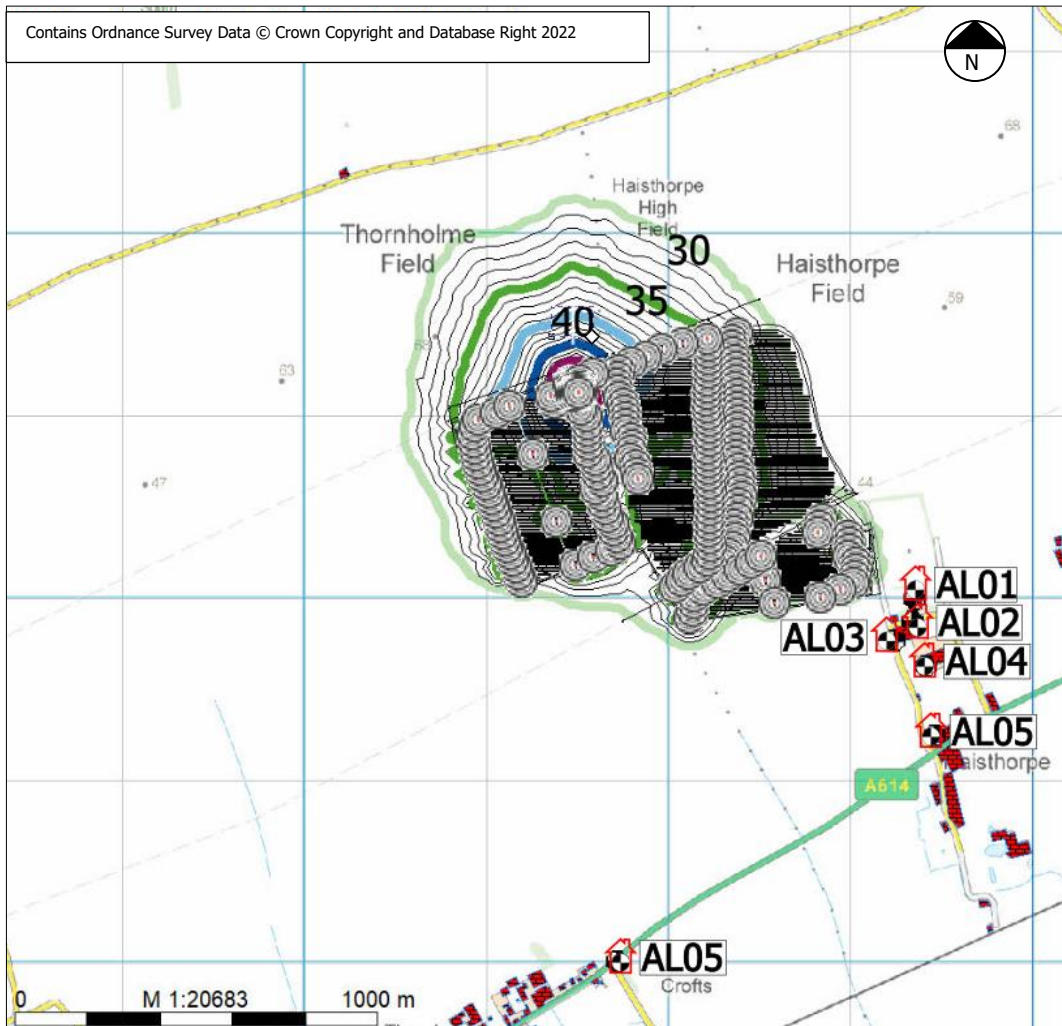 Contains Ordnance Survey Data © Crown Copyright and Database Right 2022
N
68
Haisthorpe
High
Field
Thornholme
Field
30
Haisthorpe
Field
59
35
40
63
47
44
AL01
AL02
AL03
AL04
AL05
Haisthorpe
A614
AL05
Crofts
0
M 1:20683
1000 m